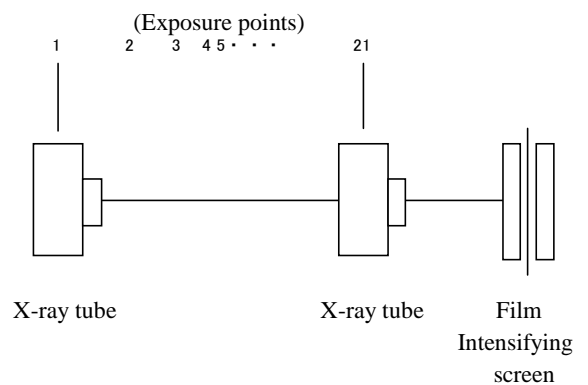 (Exposure points)
1 2 3 4 5・・・ 21
X-ray tube X-ray tube Film
Intensifying
screen